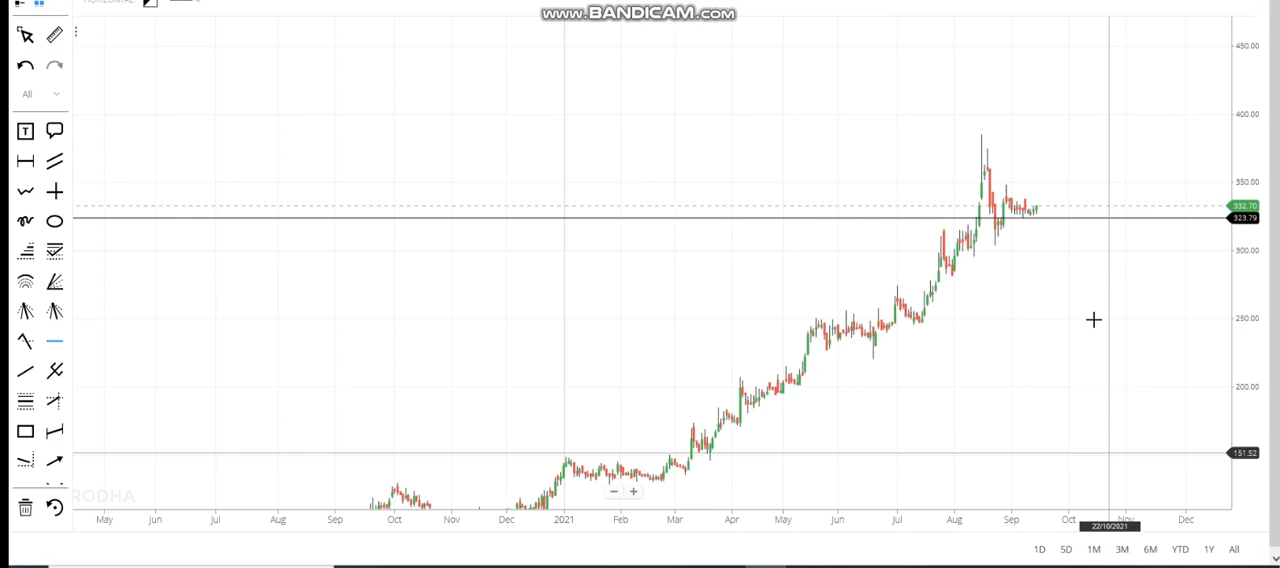 www.BANDICAM.com
HORIZONTAL
450.00
All
400.00
T
350.00
332.70
323.79
300.00
250.00
200.00
151.52
RODHA
May Jun Jul Aug Sep Oct Nov Dec 2021 Feb Mar Apr May Jun Jul Aug Sep Oct Nov Dec
22/10/2021
1D 5D 1M 3M 6M YTD 1Y All